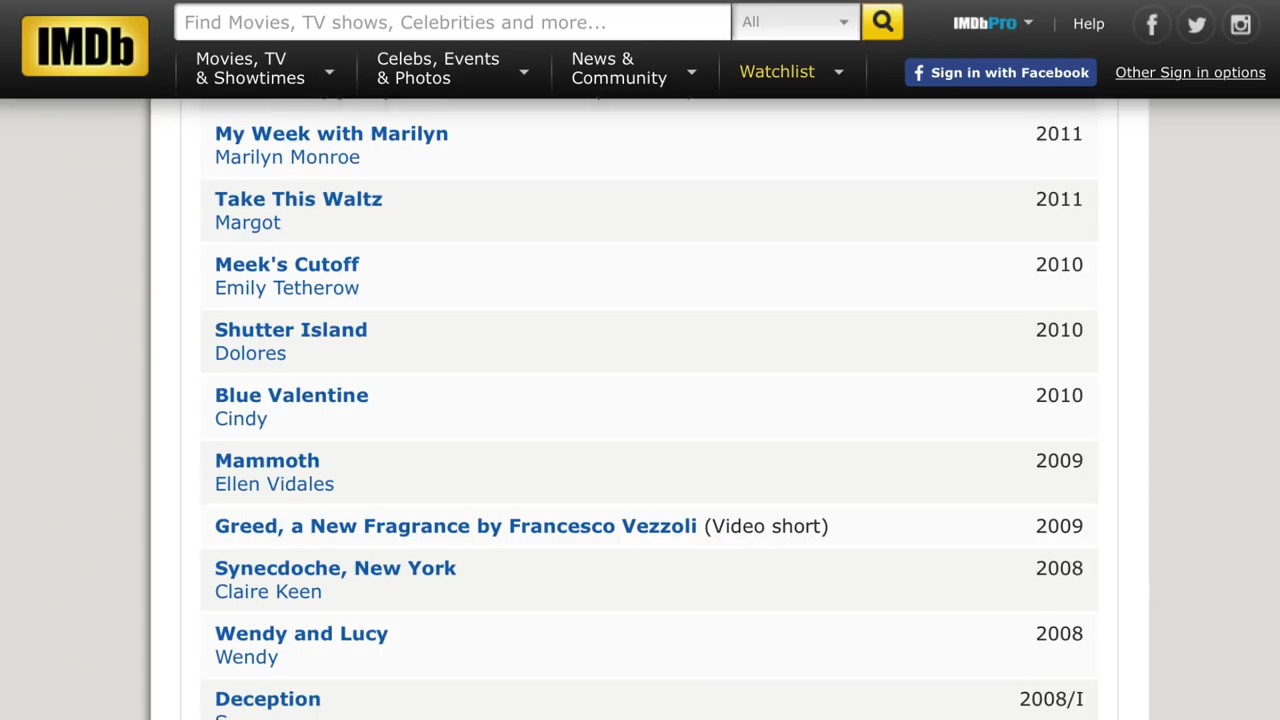 IMDb
Find Movies, TV shows, Celebrities and more...
All
IMDbPro
Help
Movies, TV
& Showtimes
Celebs, Events
& Photos
News &
Community
Watchlist
Sign in with Facebook
Other Sign in options
My Week with Marilyn 2011
Marilyn Monroe
Take This Waltz 2011
Margot
Meek's Cutoff 2010
Emily Tetherow
Shutter Island 2010
Dolores
Blue Valentine 2010
Cindy
Mammoth 2009
Ellen Vidales
Greed, a New Fragrance by Francesco Vezzoli (Video short) 2009
Synecdoche, New York 2008
Claire Keen
Wendy and Lucy 2008
Wendy
Deception 2008/I